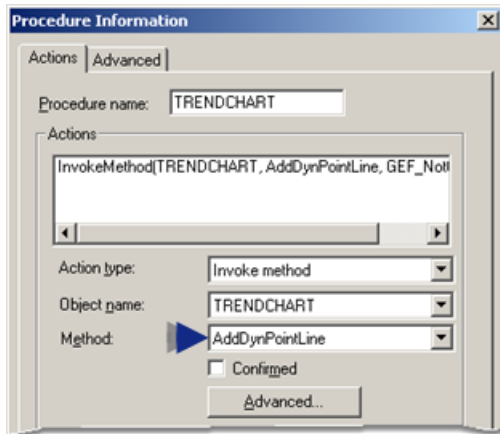 Procedure Information
Actions
Advanced
Procedure name: TRENDCHART
Actions
InvokeMethod(TRENDCHART, AddDynPointLine,
Action type: Invoke method
Object name: TRENDCHART
Method: AddDynPointLine
Confirmed
Advanced...